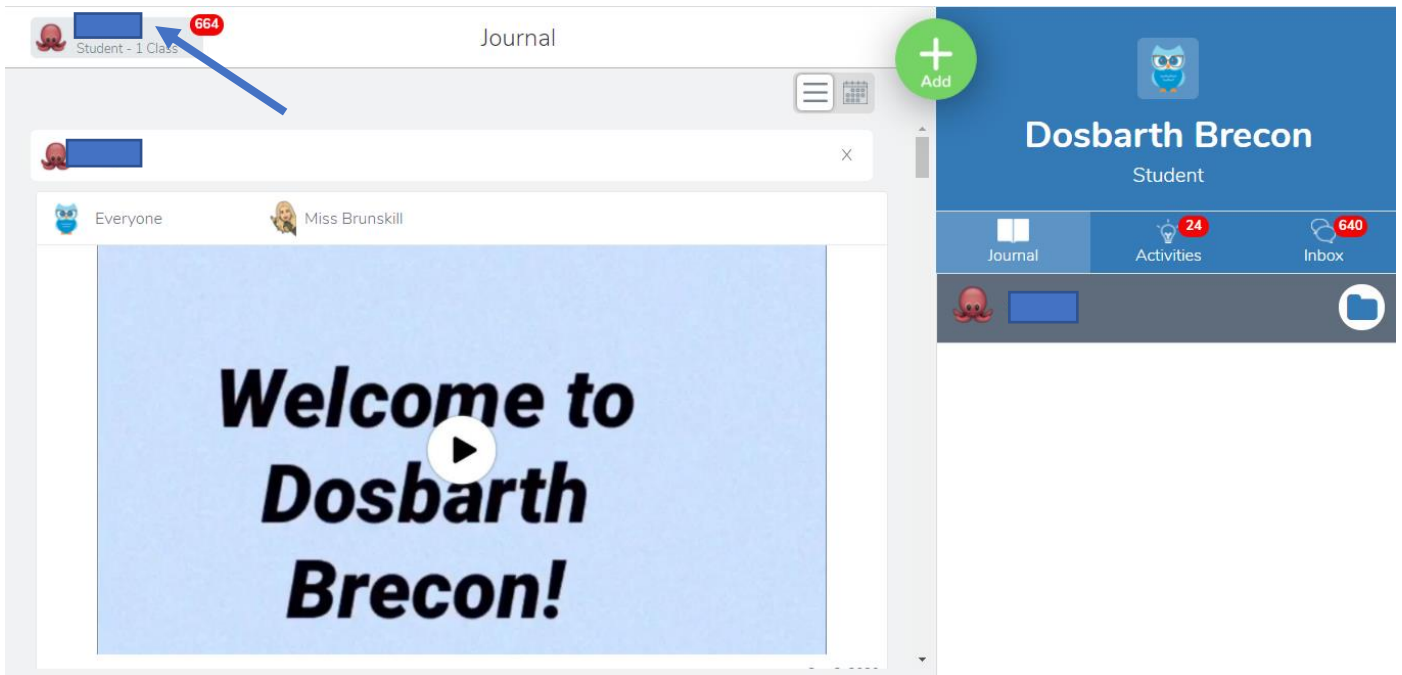 664
Student - 1 Class
Journal
Add
X
Everyone
Miss Brunskill
Welcome to
Dosbarth
Brecon!
Dosbarth Brecon
Student
24
640
Journal
Activities
Inbox